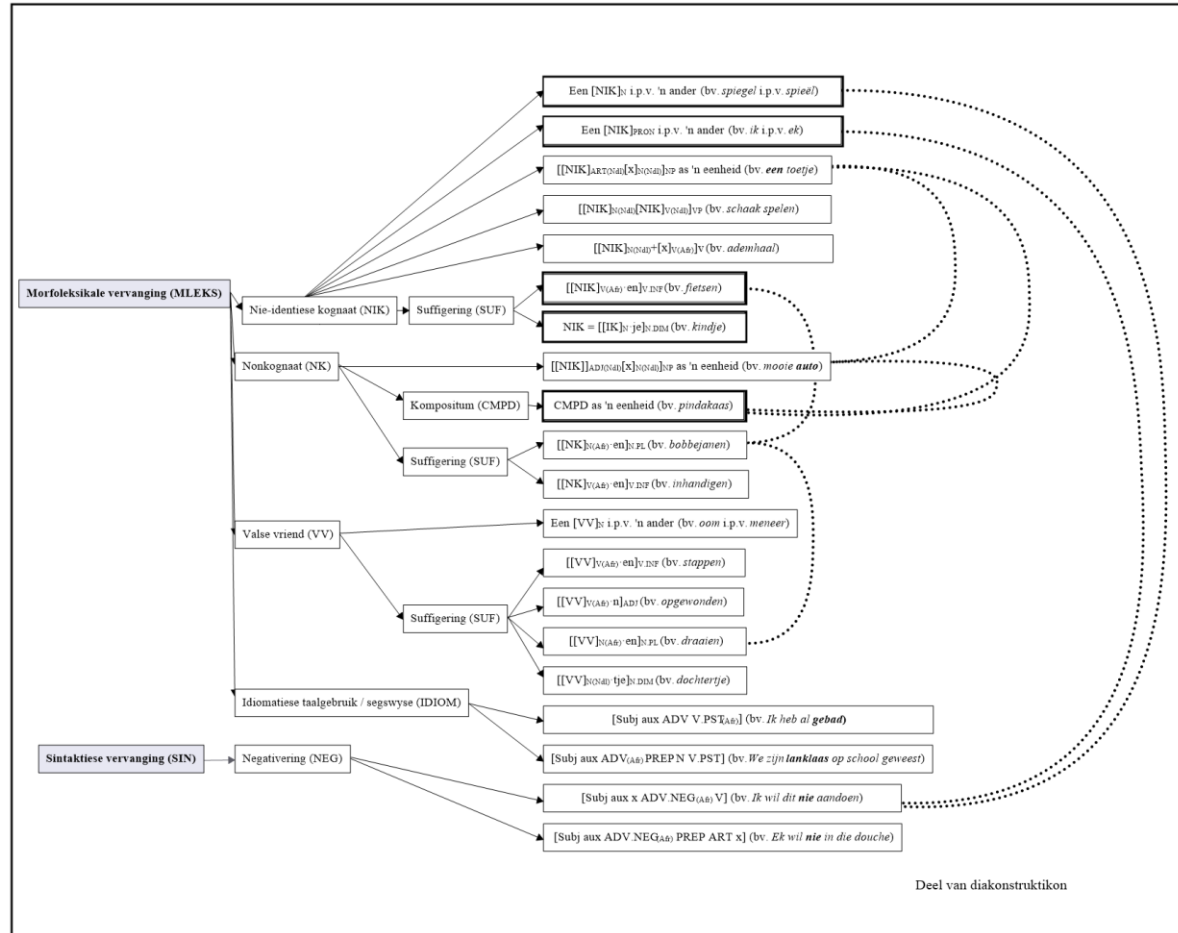 Een [NIK]N i.p.v. 'n ander (bv. spiegel i.p.v. spieël)
Een [NIK]PRON i.p.v. 'n ander (bv. ik i.p.v. ek)
[[NIK]ART(Ndl)[x]N(Ndl)]NP as 'n eenheid (bv. een toetje)
[[NIK]N(Ndl)[NIK]V(Ndl)]VP (bv. schaak spelen)
[[NIK]N(Ndl)+[x]V(Afr)]V (bv. ademhaal)
Morfoleksikale vervanging (MLEKS)
Nie-identiese kognaat (NIK)
Suffigering (SUF)
[[NIK]V(Afr)·en]V.INF (bv. fietsen)
NIK = [[IK]N·je]N.DIM (bv. kindje)
Nonkognaat (NK)
[[NIK]]ADJ(Ndl)[x]N(Ndl)]NP as 'n eenheid (bv. mooie auto)
Kompositum (CMPD)
CMPD as 'n eenheid (bv. pindakaas)
Suffigering (SUF)
[[NK]N(Afr)·en]N.PL (bv. bobbejanen)
[[NK]V(Afr)·en]V.INF (bv. inhandigen)
Valse vriend (VV)
Een [VV]N i.p.v. 'n ander (bv. oom i.p.v. meneer)
Suffigering (SUF)
[[VV]V(Afr)·en]V.INF (bv. stappen)
[[VV]V(Afr)·n]ADJ (bv. opgewonden)
[[VV]N(Afr)·en]N.PL (bv. draaien)
[[VV]N(Ndl)·tje]N.DIM (bv. dochtertje)
Idiomatiese taalgebruik / segswyse (IDIOM)
[Subj aux ADV V.PST(Afr)] (bv. Ik heb al gebad)
[Subj aux ADV(Afr) PREP N V.PST] (bv. We zijn lanklaas op school geweest)
Sintaktiese vervanging (SIN)
Negativering (NEG)
[Subj aux x ADV.NEG(Afr) V] (bv. Ik wil dit nie aandoen)
[Subj aux ADV.NEG(Afr) PREP ART x] (bv. Ek wil nie in die douche)
Deel van diakonstruktikon